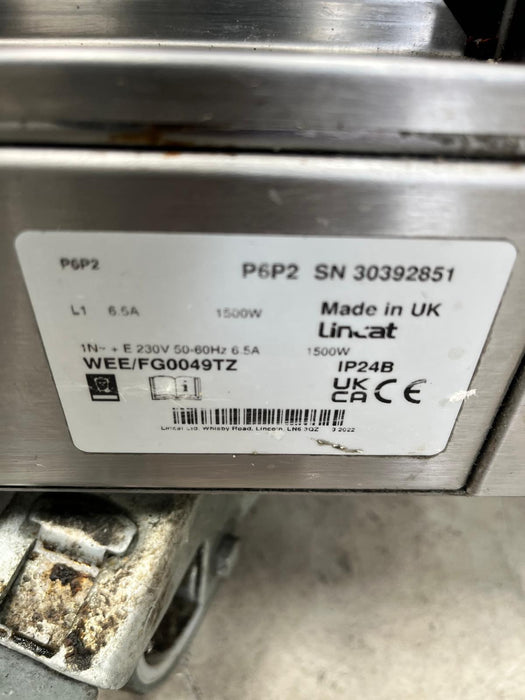 P6P2
P6P2 SN 30392851
L1 6.5A 1500W
Made in UK
Lincat
1N~ + E 230V 50-60Hz 6.5A 1500W
WEE/FG0049TZ
IP24B
UK
CA CE
Lincat Ltd, Whisby Road, Lincoln, LN6 3QZ 3 2022